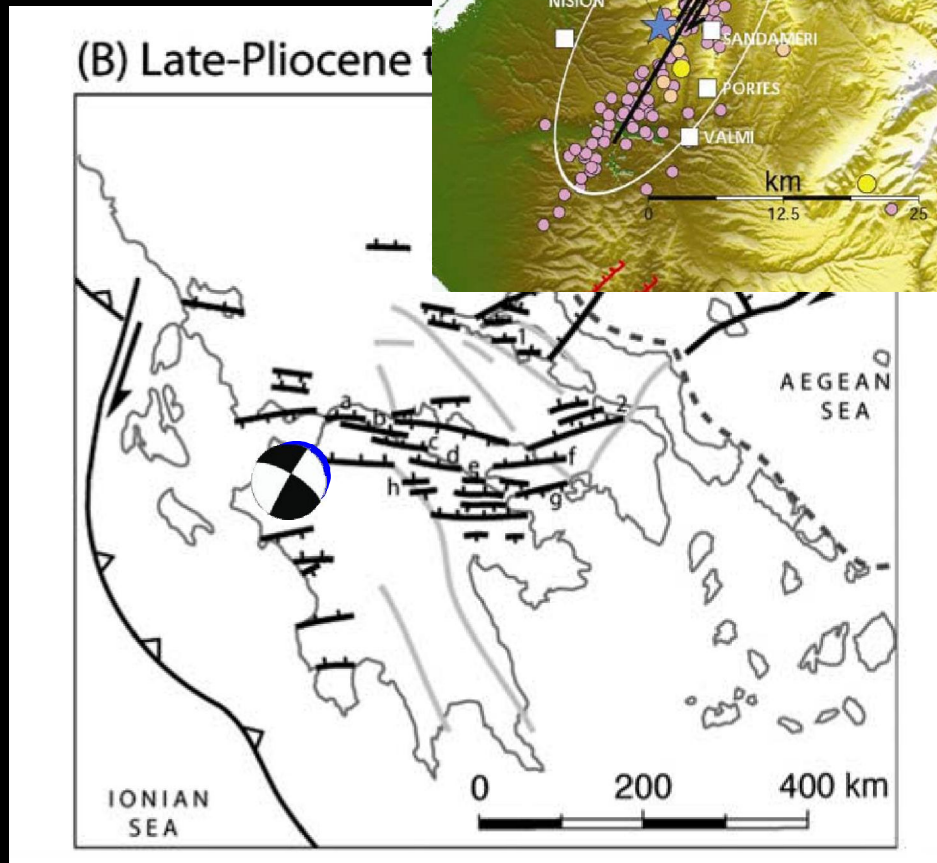 NISION
(B) Late-Pliocene t
SANDAMERI
PORTES
VALMI
km
0 12.5 25
1
a
b
2
c
d
e
f
h
g
AEGEAN
SEA
IONIAN
SEA
0 200 400 km